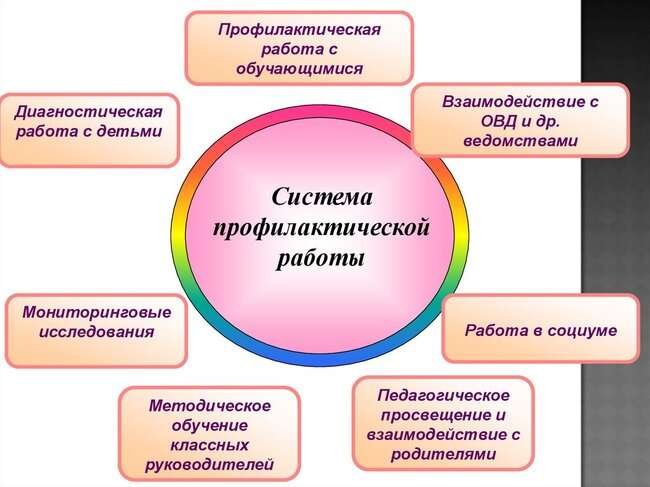 Профилактическая
работа с
обучающимися
Диагностическая
работа с детьми
Взаимодействие с
ОВД и др.
ведомствами
Система
профилактической
работы
Мониторинговые
исследования
Работа в социуме
Методическое
обучение
классных
руководителей
Педагогическое
просвещение и
взаимодействие с
родителями